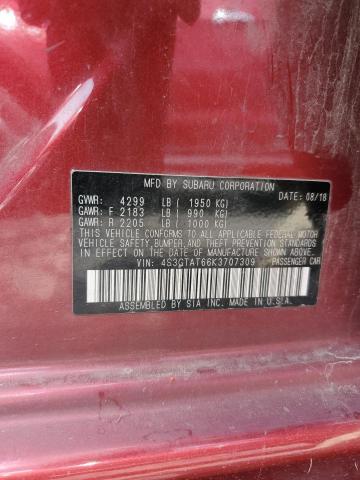 MFD BY SUBARU CORPORATION
GVWR: 4299 LB ( 1950 KG) DATE: 08/18
GAWR: F 2183 LB ( 990 KG)
GAWR: R 2205 LB ( 1000 KG)
THIS VEHICLE CONFORMS TO ALL APPLICABLE FEDERAL MOTOR
VEHICLE SAFETY, BUMPER, AND THEFT PREVENTION STANDARDS
IN EFFECT ON THE DATE OF MANUFACTURE SHOWN ABOVE.
VIN: 4S3GTAT66K3707309 PASSENGER CAR
ASSEMBLED BY SIA INC. MADE IN U.S.A.